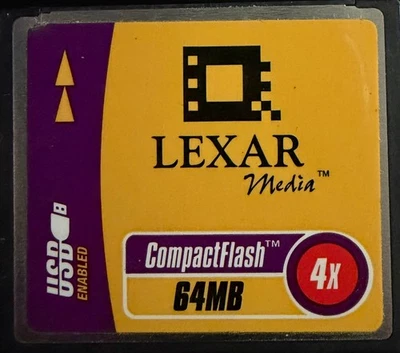 LEXAR
Media™
USB
ENABLED
CompactFlash™
64MB
4x